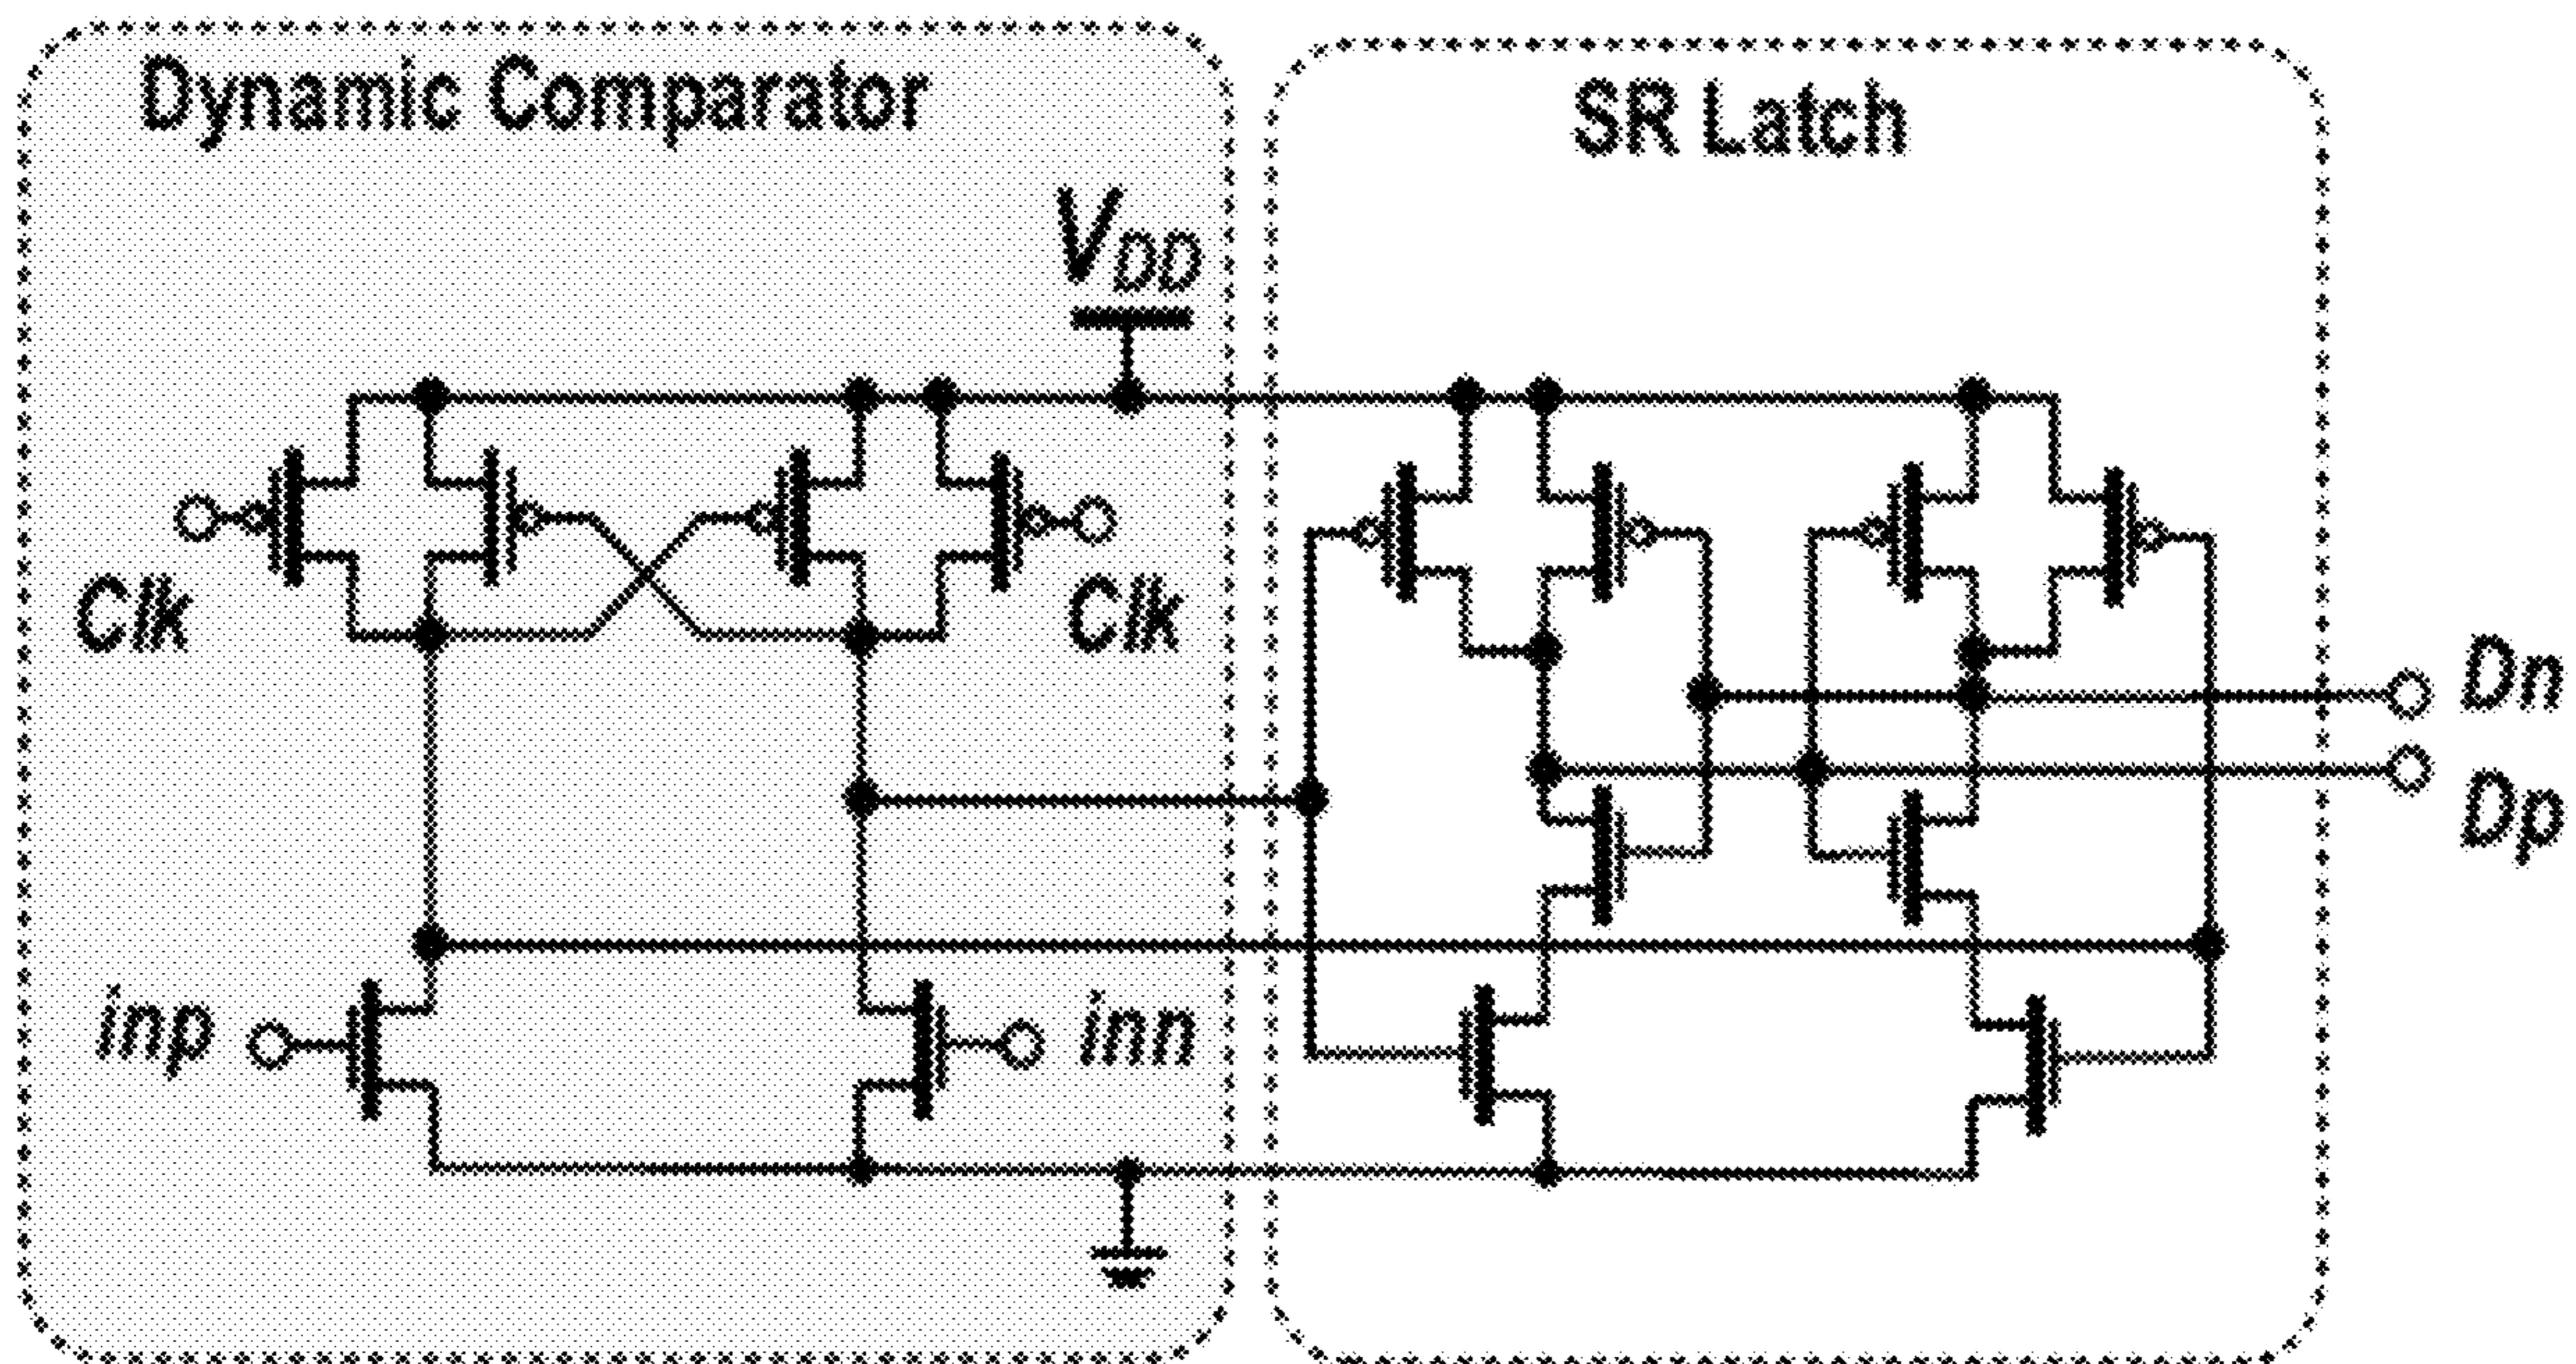 Dynamic Comparator
SR Latch
VDD
Clk
Clk
Dn
Dp
inp
inn